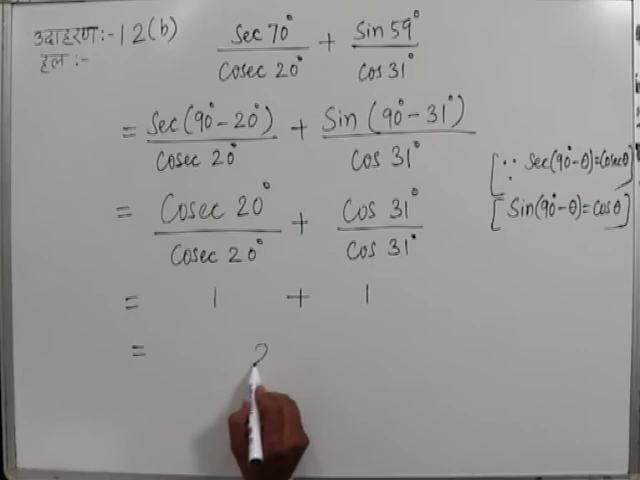 उदाहरण:- 12(b)
हल:-
Sec 70° / Cosec 20° + Sin 59° / Cos 31°
= Sec(90°-20°) / Cosec 20° + Sin (90°-31°) / Cos 31°
[∵ Sec(90°-θ)=Cosecθ]
= Cosec 20° / Cosec 20° + Cos 31° / Cos 31°
[Sin(90°-θ)=Cosθ]
= 1 + 1
= 2